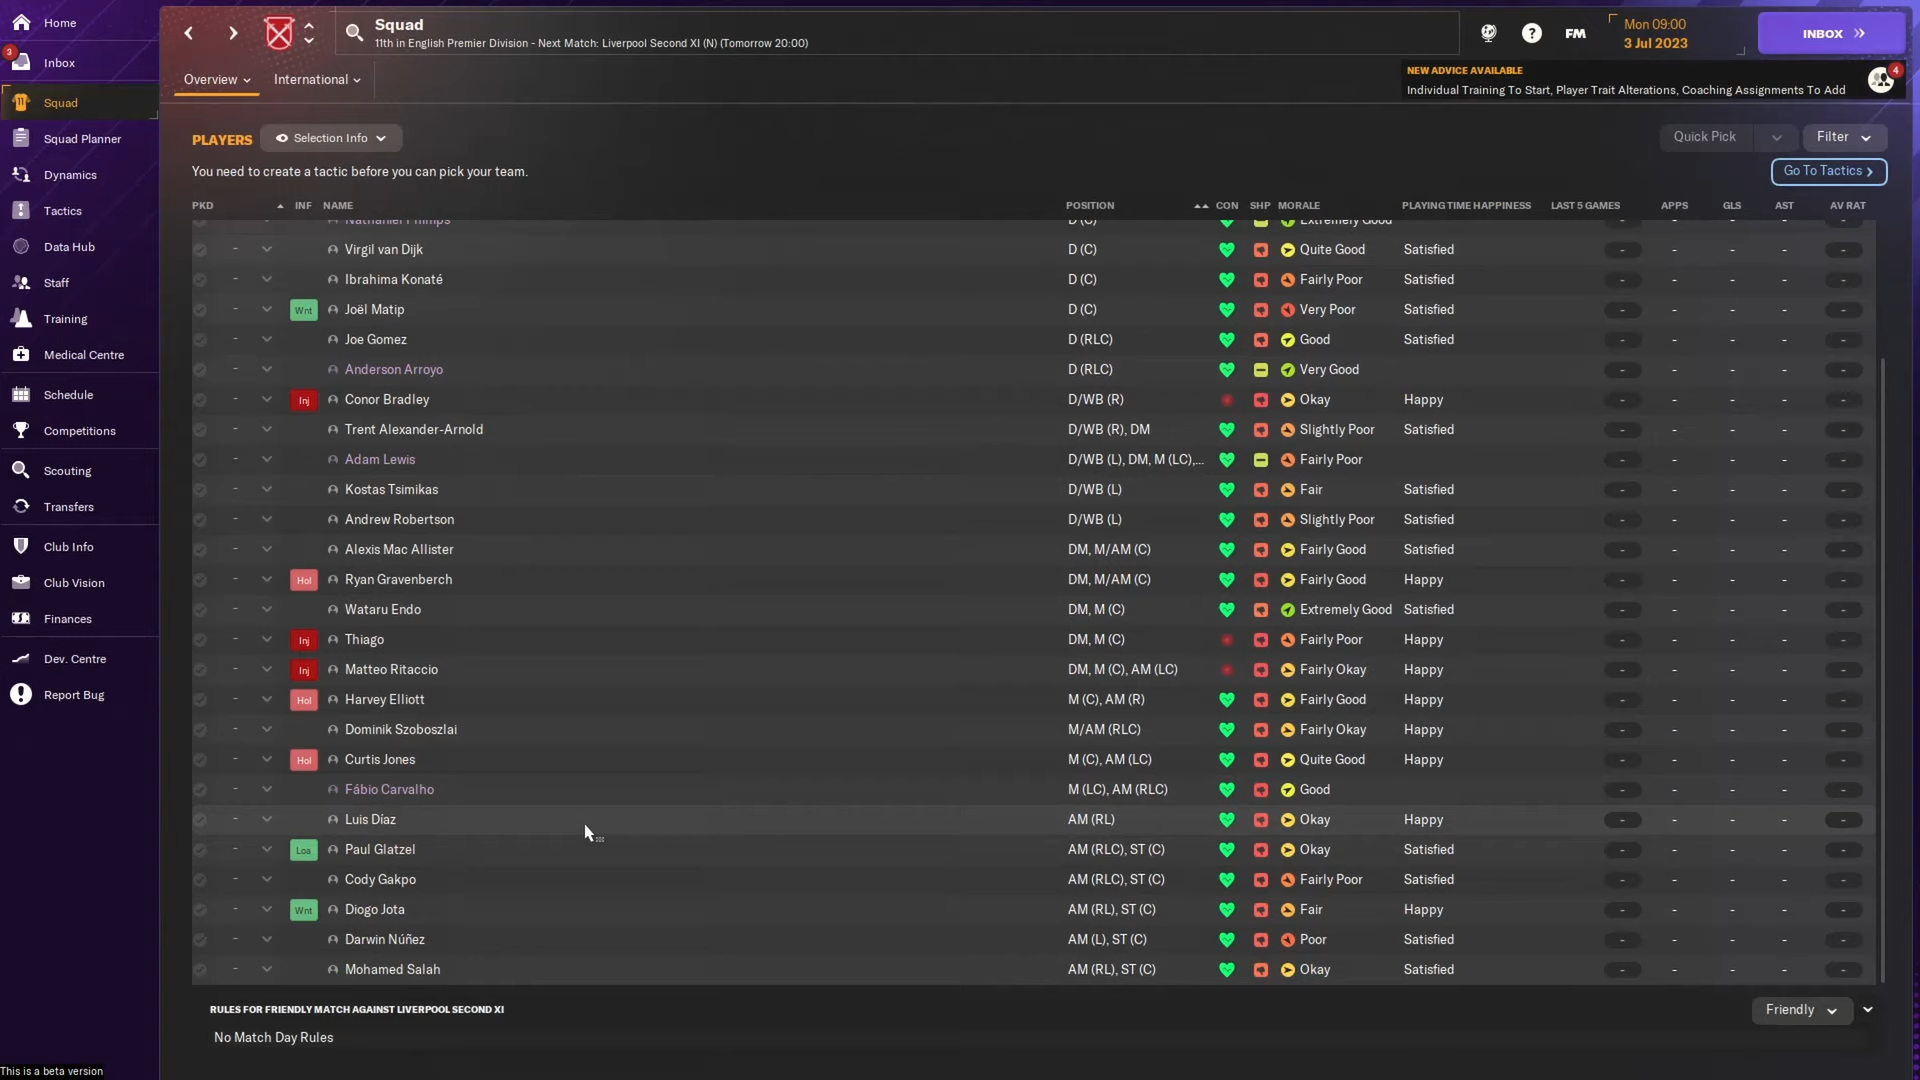 Home
3
Inbox
Squad
Squad Planner
Dynamics
Tactics
Data Hub
Staff
Training
Medical Centre
Schedule
Competitions
Scouting
Transfers
Club Info
Club Vision
Finances
Dev. Centre
Report Bug
This is a beta version
Squad
11th in English Premier Division - Next Match: Liverpool Second XI (N) (Tomorrow 20:00)
? FM
Mon 09:00
3 Jul 2023
INBOX
Overview International
NEW ADVICE AVAILABLE
Individual Training To Start, Player Trait Alterations, Coaching Assignments To Add
4
PLAYERS Selection Info
Quick Pick Filter
You need to create a tactic before you can pick your team.
Go To Tactics
PKD INF NAME POSITION CON SHP MORALE PLAYING TIME HAPPINESS LAST 5 GAMES APPS GLS AST AV RAT
Nathaniel Phillips D (C) Extremely Good
- Virgil van Dijk D (C) Quite Good Satisfied - - - - -
- Ibrahima Konaté D (C) Fairly Poor Satisfied - - - - -
- Wnt Joël Matip D (C) Very Poor Satisfied - - - - -
- Joe Gomez D (RLC) Good Satisfied - - - - -
- Anderson Arroyo D (RLC) Very Good - - - - -
- Inj Conor Bradley D/WB (R) Okay Happy - - - - -
- Trent Alexander-Arnold D/WB (R), DM Slightly Poor Satisfied - - - - -
- Adam Lewis D/WB (L), DM, M (LC),... Fairly Poor - - - - -
- Kostas Tsimikas D/WB (L) Fair Satisfied - - - - -
- Andrew Robertson D/WB (L) Slightly Poor Satisfied - - - - -
- Alexis Mac Allister DM, M/AM (C) Fairly Good Satisfied - - - - -
- Hol Ryan Gravenberch DM, M/AM (C) Fairly Good Happy - - - - -
- Wataru Endo DM, M (C) Extremely Good Satisfied - - - - -
- Inj Thiago DM, M (C) Fairly Poor Happy - - - - -
- Inj Matteo Ritaccio DM, M (C), AM (LC) Fairly Okay Happy - - - - -
- Hol Harvey Elliott M (C), AM (R) Fairly Good Happy - - - - -
- Dominik Szoboszlai M/AM (RLC) Fairly Okay Happy - - - - -
- Hol Curtis Jones M (C), AM (LC) Quite Good Happy - - - - -
- Fábio Carvalho M (LC), AM (RLC) Good - - - - -
- Luis Díaz AM (RL) Okay Happy - - - - -
- Loa Paul Glatzel AM (RLC), ST (C) Okay Satisfied - - - - -
- Cody Gakpo AM (RLC), ST (C) Fairly Poor Satisfied - - - - -
- Wnt Diogo Jota AM (RL), ST (C) Fair Happy - - - - -
- Darwin Núñez AM (L), ST (C) Poor Satisfied - - - - -
- Mohamed Salah AM (RL), ST (C) Okay Satisfied - - - - -
RULES FOR FRIENDLY MATCH AGAINST LIVERPOOL SECOND XI
Friendly
No Match Day Rules